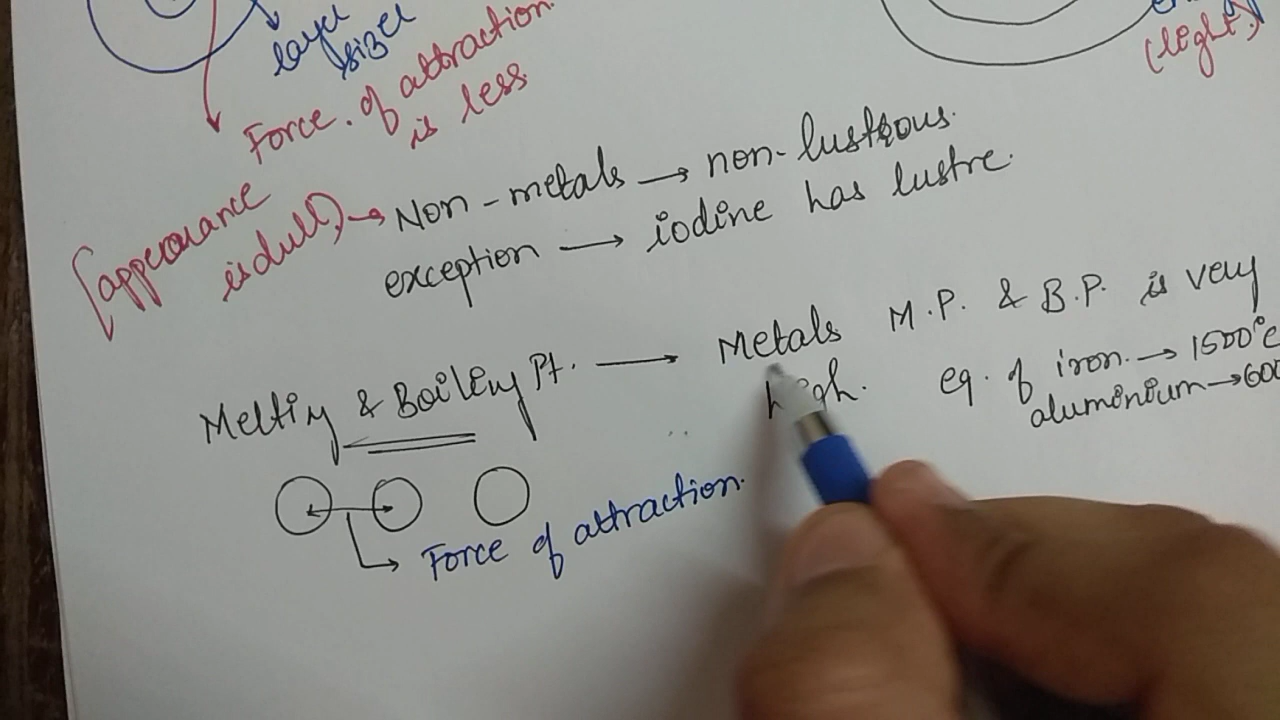 layer
size
(light)
Force. of attraction
is less
[appearance
is dull) → Non-metals → non-lustrous.
exception → iodine has lustre.
Melting & Boiling Pt. → Metals M.P. & B.P. is very
high. eg. of iron. → 1500°C
aluminium → 600
Force of attraction.